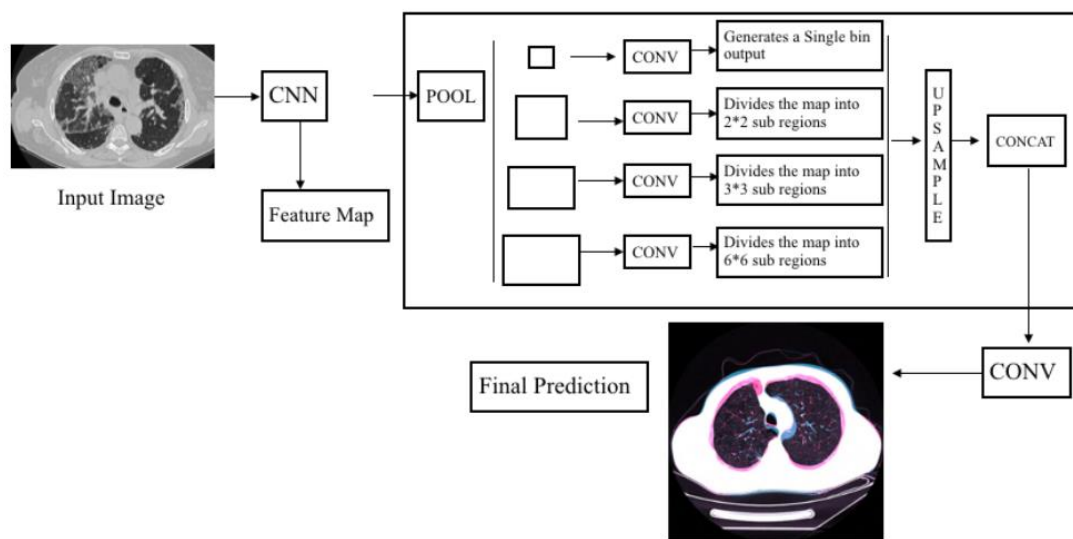 Input Image
CNN
Feature Map
POOL
CONV
Generates a Single bin
output
CONV
Divides the map into
2*2 sub regions
CONV
Divides the map into
3*3 sub regions
CONV
Divides the map into
6*6 sub regions
UPSAMPLE
CONCAT
CONV
Final Prediction